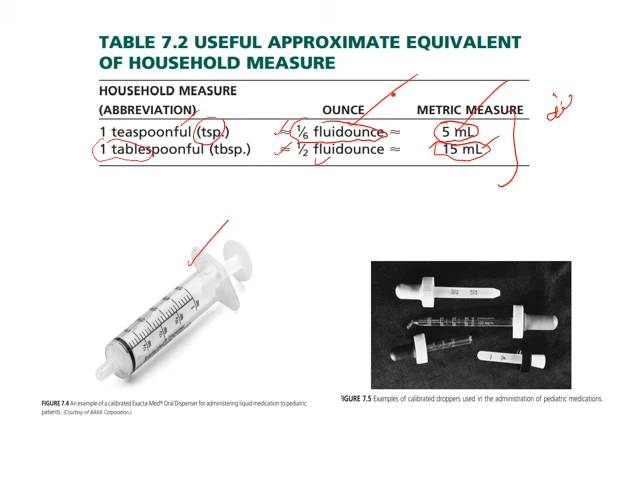 TABLE 7.2 USEFUL APPROXIMATE EQUIVALENT
OF HOUSEHOLD MEASURE
HOUSEHOLD MEASURE
(ABBREVIATION) OUNCE METRIC MEASURE
1 teaspoonful (tsp.) ≈ 1/6 fluidounce ≈ 5 mL
1 tablespoonful (tbsp.) ≈ 1/2 fluidounce ≈ 15 mL
FIGURE 7.4 An example of a calibrated Exacta-Med® Oral Dispenser for administering liquid medication to pediatric
patients. (Courtesy of BAXA Corporation.)
IGURE 7.5 Examples of calibrated droppers used in the administration of pediatric medications.